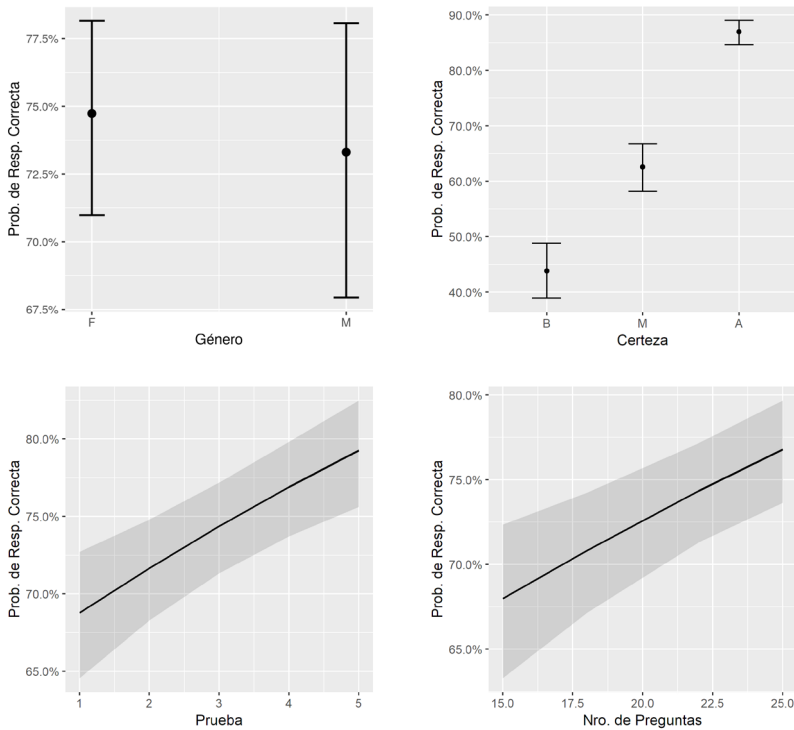 Prob. de Resp. Correcta
77.5%
75.0%
72.5%
70.0%
67.5%
F M
Género
Prob. de Resp. Correcta
90.0%
80.0%
70.0%
60.0%
50.0%
40.0%
B M A
Certeza
Prob. de Resp. Correcta
80.0%
75.0%
70.0%
65.0%
1 2 3 4 5
Prueba
Prob. de Resp. Correcta
80.0%
75.0%
70.0%
65.0%
15.0 17.5 20.0 22.5 25.0
Nro. de Preguntas